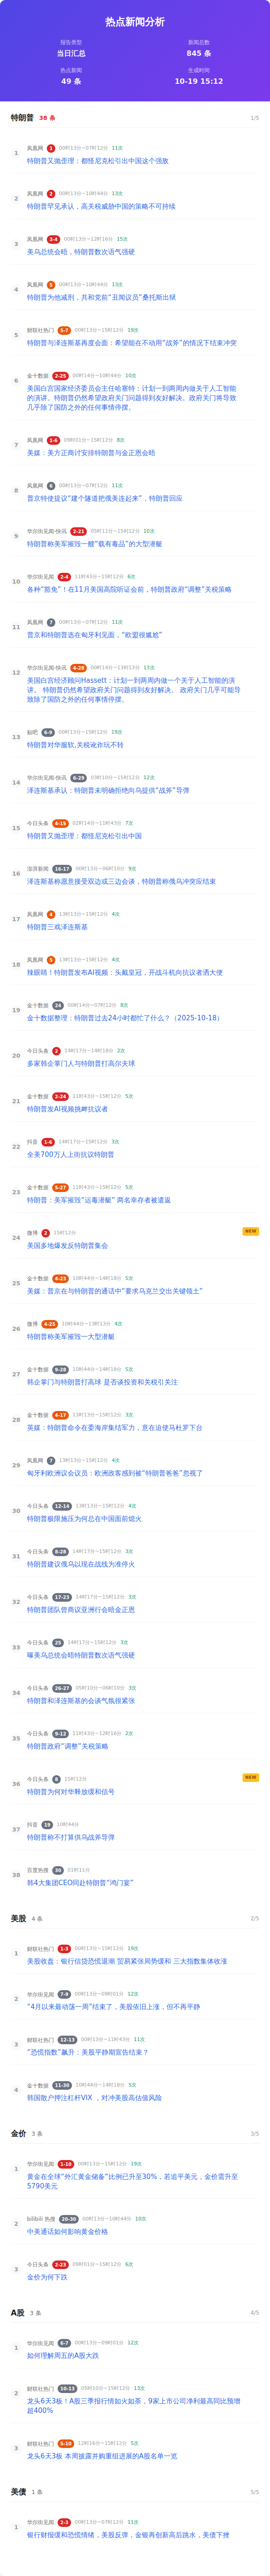 热点新闻分析
报告类型
当日汇总
新闻总数
845 条
热点新闻
49 条
生成时间
10-19 15:12
特朗普 38 条 1/5
1 凤凰网 1 00时13分~07时12分 11次
特朗普又抛歪理：都怪尼克松引出中国这个强敌
2 凤凰网 2 00时13分~10时44分 13次
特朗普罕见承认，高关税威胁中国的策略不可持续
3 凤凰网 3-4 00时13分~12时16分 15次
美乌总统会晤，特朗普数次语气强硬
4 凤凰网 5 00时13分~10时44分 13次
特朗普为他减刑，共和党前“丑闻议员”桑托斯出狱
5 财联社热门 5-7 00时13分~15时12分 19次
特朗普与泽连斯基再度会面：希望能在不动用“战斧”的情况下结束冲突
6 金十数据 2-25 00时14分~10时44分 10次
美国白宫国家经济委员会主任哈塞特：计划一到两周内做关于人工智能
的演讲。特朗普仍然希望政府关门问题得到友好解决。政府关门将导致
几乎除了国防之外的任何事情停摆。
7 凤凰网 1-6 09时01分~15时12分 8次
美媒：美方正商讨安排特朗普与金正恩会晤
8 凤凰网 6 00时13分~07时12分 11次
普京特使提议“建个隧道把俄美连起来”，特朗普回应
9 华尔街见闻-快讯 2-21 05时11分~15时12分 10次
特朗普称美军摧毁一艘“载有毒品”的大型潜艇
10 华尔街见闻 2-4 11时43分~15时12分 6次
各种“豁免”！在11月美国高院听证会前，特朗普政府“调整”关税策略
11 凤凰网 7 00时13分~07时12分 11次
普京和特朗普选在匈牙利见面，“欧盟很尴尬”
12 华尔街见闻-快讯 4-28 00时14分~13时13分 13次
美国白宫经济顾问Hassett：计划一到两周内做一个关于人工智能的演
讲。 特朗普仍然希望政府关门问题得到友好解决。 政府关门几乎可能导
致除了国防之外的任何事情停摆。
13 贴吧 6-9 00时13分~15时12分 19次
特朗普对华服软,关税讹诈玩不转
14 华尔街见闻-快讯 6-29 03时10分~15时12分 12次
泽连斯基承认：特朗普未明确拒绝向乌提供“战斧”导弹
15 今日头条 4-15 02时14分~11时43分 7次
特朗普又抛歪理：都怪尼克松引出中国
16 澎湃新闻 16-17 00时13分~06时10分 9次
泽连斯基称愿意接受双边或三边会谈，特朗普称俄乌冲突应结束
17 凤凰网 4 13时13分~15时12分 4次
特朗普三戏泽连斯基
18 凤凰网 5 13时13分~15时12分 4次
辣眼睛！特朗普发布AI视频：头戴皇冠，开战斗机向抗议者洒大便
19 金十数据 24 00时14分~07时12分 8次
金十数据整理：特朗普过去24小时都忙了什么？（2025-10-18）
20 今日头条 2 14时17分~14时18分 2次
多家韩企掌门人与特朗普打高尔夫球
21 金十数据 2-24 11时43分~15时12分 5次
特朗普发AI视频挑衅抗议者
22 抖音 1-6 14时17分~15时12分 3次
全美700万人上街抗议特朗普
23 金十数据 5-27 11时43分~15时12分 5次
特朗普：美军摧毁“运毒潜艇” 两名幸存者被遣返
24 微博 2 15时12分 NEW
美国多地爆发反特朗普集会
25 金十数据 4-23 10时44分~14时18分 5次
美媒：普京在与特朗普的通话中“要求乌克兰交出关键领土”
26 微博 4-25 10时44分~13时13分 4次
特朗普称美军摧毁一大型潜艇
27 金十数据 9-28 10时44分~14时18分 5次
韩企掌门与特朗普打高球 是否谈投资和关税引关注
28 金十数据 4-17 13时13分~15时12分 3次
英媒：特朗普命令在委海岸集结军力，意在迫使马杜罗下台
29 凤凰网 7 13时13分~15时12分 4次
匈牙利欧洲议会议员：欧洲政客感到被“特朗普爸爸”忽视了
30 今日头条 12-14 13时13分~15时12分 4次
特朗普极限施压为何总在中国面前熄火
31 今日头条 8-28 14时17分~15时12分 3次
特朗普建议俄乌以现在战线为准停火
32 今日头条 17-23 14时17分~15时12分 3次
特朗普团队曾商议亚洲行会晤金正恩
33 今日头条 25 14时17分~15时12分 3次
曝美乌总统会晤特朗普数次语气强硬
34 今日头条 26-27 05时10分~06时10分 3次
特朗普和泽连斯基的会谈气氛很紧张
35 今日头条 9-12 11时43分~12时16分 2次
特朗普政府“调整”关税策略
36 今日头条 8 15时12分 NEW
特朗普为何对华释放缓和信号
37 抖音 19 10时44分
特朗普称不打算供乌战斧导弹
38 百度热搜 30 01时11分
韩4大集团CEO同赴特朗普“鸿门宴”
美股 4 条 2/5
1 财联社热门 1-3 00时13分~15时12分 19次
美股收盘：银行信贷恐慌退潮 贸易紧张局势缓和 三大指数集体收涨
2 华尔街见闻 7-9 00时13分~09时01分 12次
“4月以来最动荡一周”结束了，美股依旧上涨，但不再平静
3 财联社热门 12-13 00时13分~11时43分 11次
“恐慌指数”飙升：美股平静期宣告结束？
4 金十数据 11-30 10时44分~14时18分 5次
韩国散户押注杠杆VIX ，对冲美股高估值风险
金价 3 条 3/5
1 华尔街见闻 1-10 00时13分~15时12分 19次
黄金在全球“外汇黄金储备”比例已升至30%，若追平美元，金价需升至
5790美元
2 bilibili 热搜 20-30 00时13分~10时44分 10次
中美通话如何影响黄金价格
3 今日头条 2-23 09时01分~15时12分 6次
金价为何下跌
A股 3 条 4/5
1 华尔街见闻 6-7 00时13分~09时01分 12次
如何理解周五的A股大跌
2 财联社热门 10-13 05时10分~15时12分 13次
龙头6天3板！A股三季报行情如火如荼，9家上市公司净利最高同比预增
超400%
3 财联社热门 5-10 12时16分~15时12分 5次
龙头6天3板 本周披露并购重组进展的A股名单一览
美债 1 条 5/5
1 华尔街见闻 2-3 00时13分~07时12分 11次
银行财报缓和恐慌情绪，美股反弹，金银再创新高后跳水，美债下挫